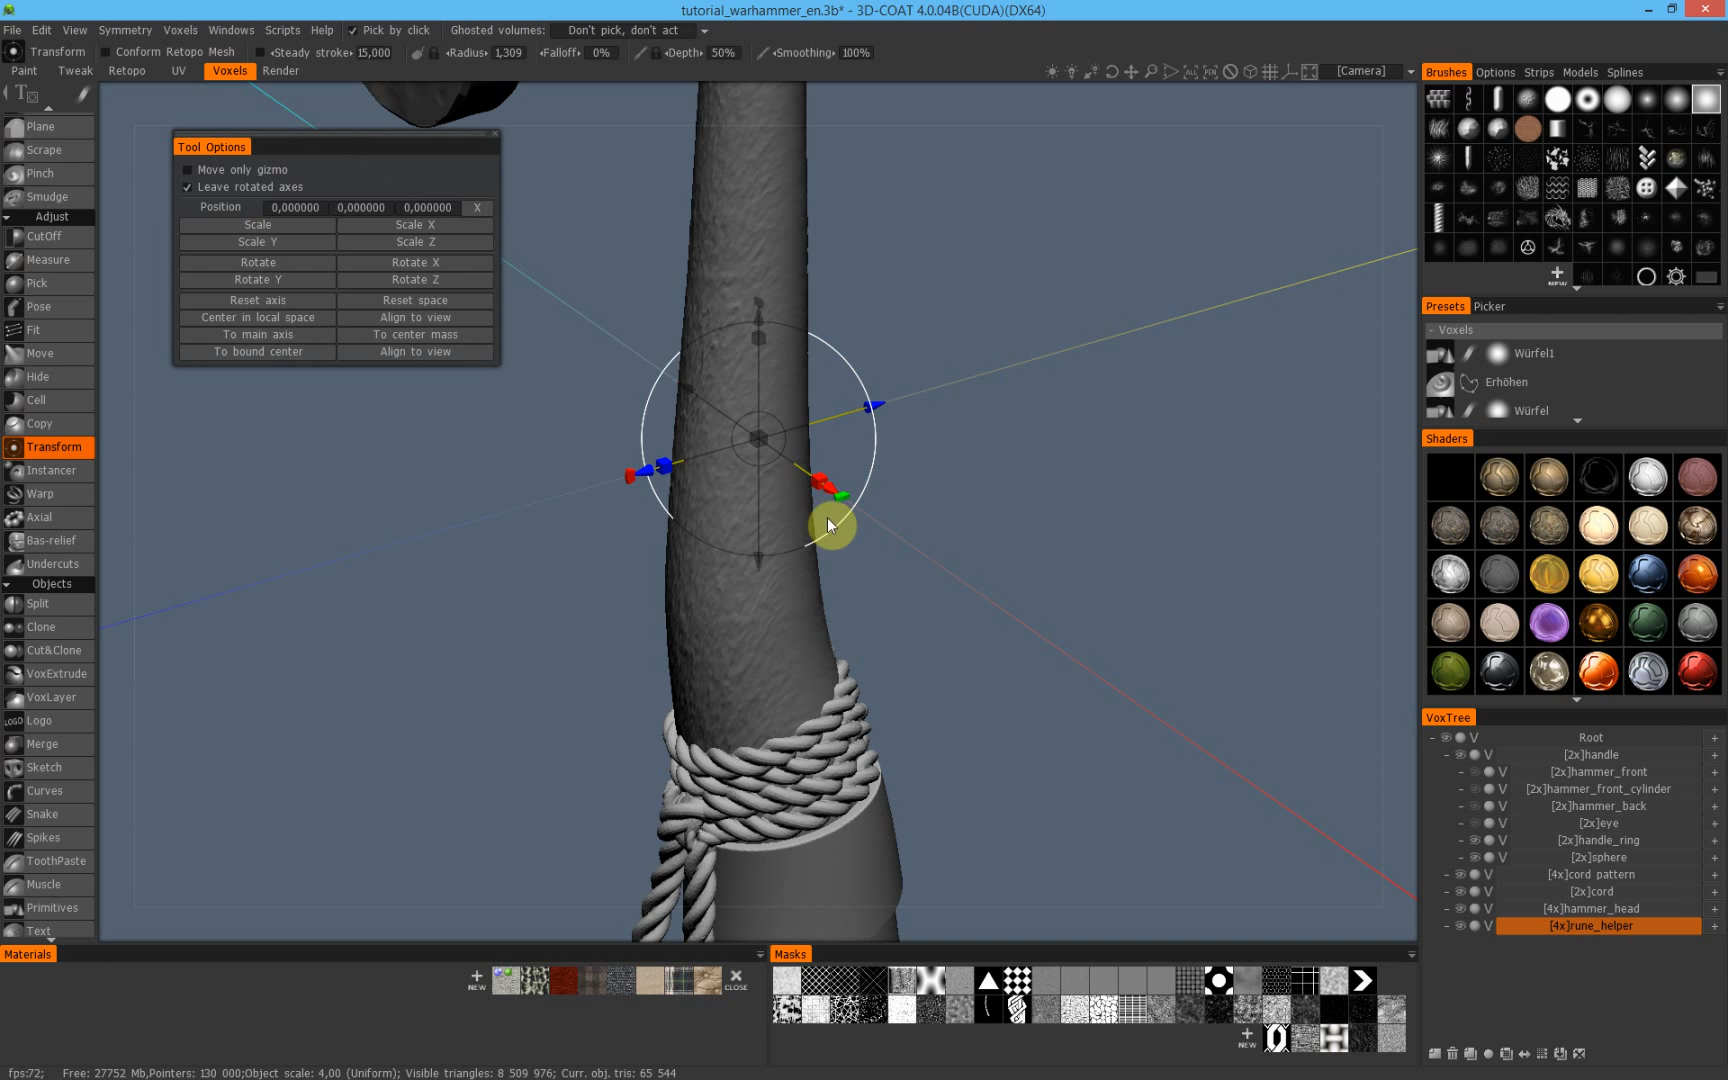 tutorial_warhammer_en.3b* - 3D-COAT 4.0.04B(CUDA)(DX64)
File Edit View Symmetry Voxels Windows Scripts Help Pick by click Ghosted volumes: Don't pick, don't act
Transform Conform Retopo Mesh Steady stroke 15,000 Radius 1,309 Falloff 0% Depth 50% Smoothing 100%
Paint Tweak Retopo UV Voxels Render [Camera]
Plane
Scrape
Pinch
Smudge
Adjust
CutOff
Measure
Pick
Pose
Fit
Move
Hide
Cell
Copy
Transform
Instancer
Warp
Axial
Bas-relief
Undercuts
Objects
Split
Clone
Cut&Clone
VoxExtrude
VoxLayer
LOGO Logo
Merge
Sketch
Curves
Snake
Spikes
ToothPaste
Muscle
Primitives
Text
Tool Options
Move only gizmo
Leave rotated axes
Position 0,000000 0,000000 0,000000 X
Scale Scale X
Scale Y Scale Z
Rotate Rotate X
Rotate Y Rotate Z
Reset axis Reset space
Center in local space Align to view
To main axis To center mass
To bound center Align to view
Brushes Options Strips Models Splines
NEW
Presets Picker
- Voxels
Würfel1
Erhöhen
Würfel
Shaders
VoxTree
Root
[2x]handle
[2x]hammer_front
[2x]hammer_front_cylinder
[2x]hammer_back
[2x]eye
[2x]handle_ring
[2x]sphere
[4x]cord pattern
[2x]cord
[4x]hammer_head
[4x]rune_helper
Materials
NEW
CLOSE
Masks
NEW
fps:72; Free: 27752 Mb,Pointers: 130 000;Object scale: 4,00 (Uniform); Visible triangles: 8 509 976; Curr. obj. tris: 65 544